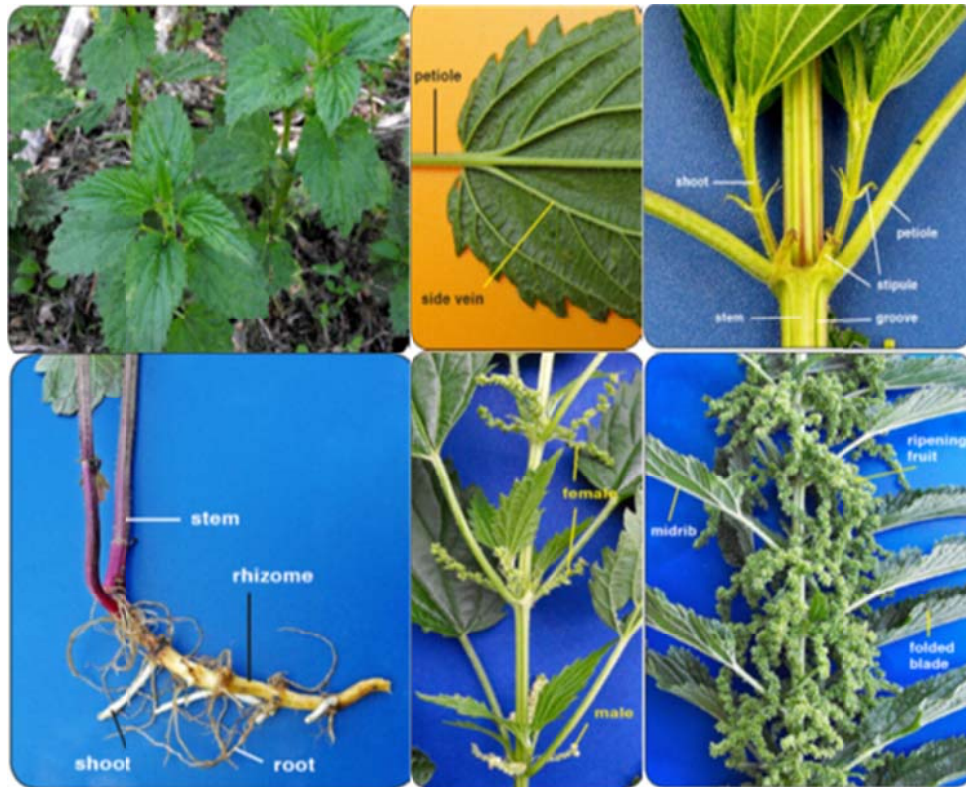 petiole
side vein
shoot
petiole
stipule
stem
groove
stem
rhizome
shoot
root
female
male
ripening
fruit
midrib
folded
blade